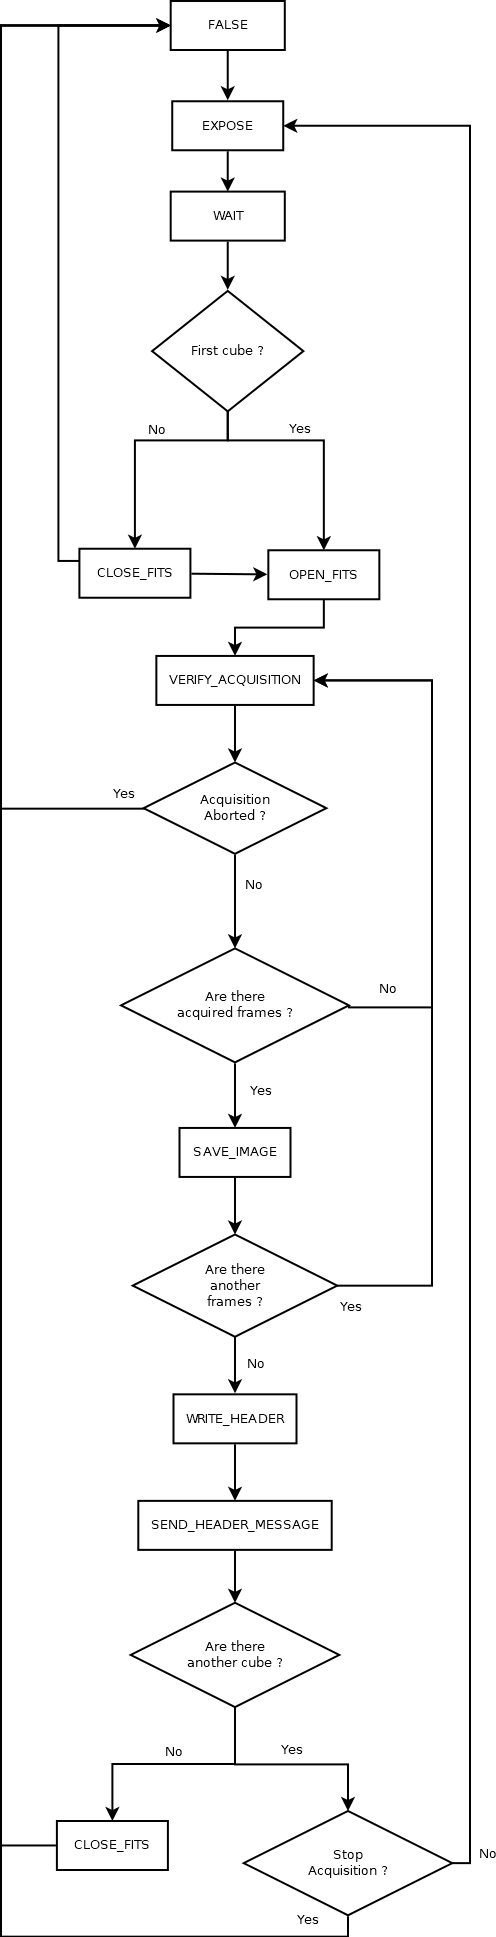 FALSE
EXPOSE
WAIT
First cube ?
No
Yes
CLOSE_FITS
OPEN_FITS
VERIFY_ACQUISITION
Yes
Acquisition
Aborted ?
No
Are there
acquired frames ?
No
Yes
SAVE_IMAGE
Are there
another
frames ?
Yes
No
WRITE_HEADER
SEND_HEADER_MESSAGE
Are there
another cube ?
No
Yes
CLOSE_FITS
Stop
Acquisition ?
No
Yes